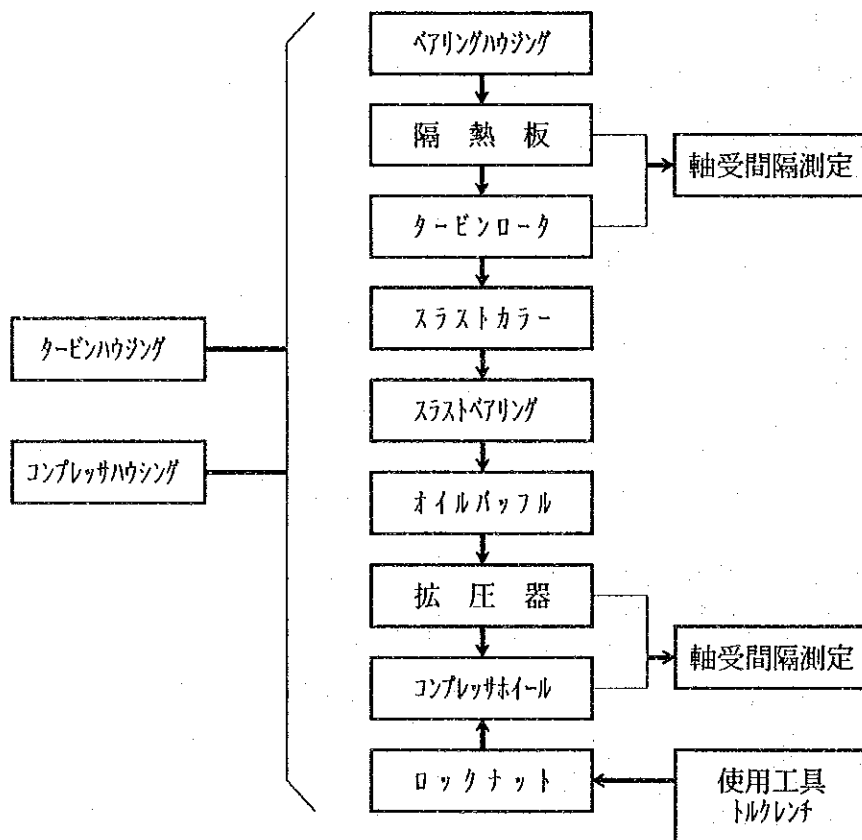 ベアリングハウジング
隔熱板
軸受間隔測定
タービンロータ
スラストカラー
タービンハウジング
スラストベアリング
コンプレッサハウシング
オイルバッフル
拡圧器
軸受間隔測定
コンプレッサホイール
ロックナット
使用工具
トルクレンチ